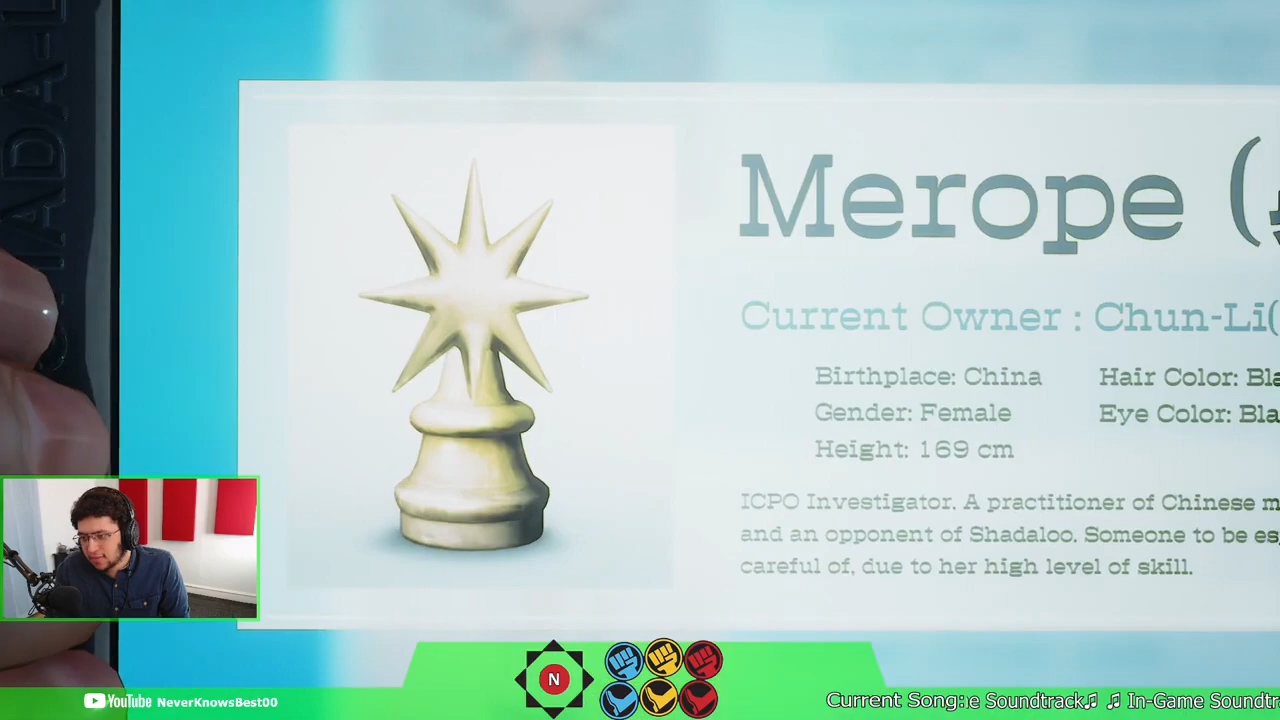 Merope (
Current Owner : Chun-Li(
Birthplace: China Hair Color: Bla
Gender: Female Eye Color: Bla
Height: 169 cm
ICPO Investigator. A practitioner of Chinese m
and an opponent of Shadaloo. Someone to be es
careful of, due to her high level of skill.
N
YouTube NeverKnowsBest00
Current Song:e Soundtrack♫ ♫ In-Game Soundtr